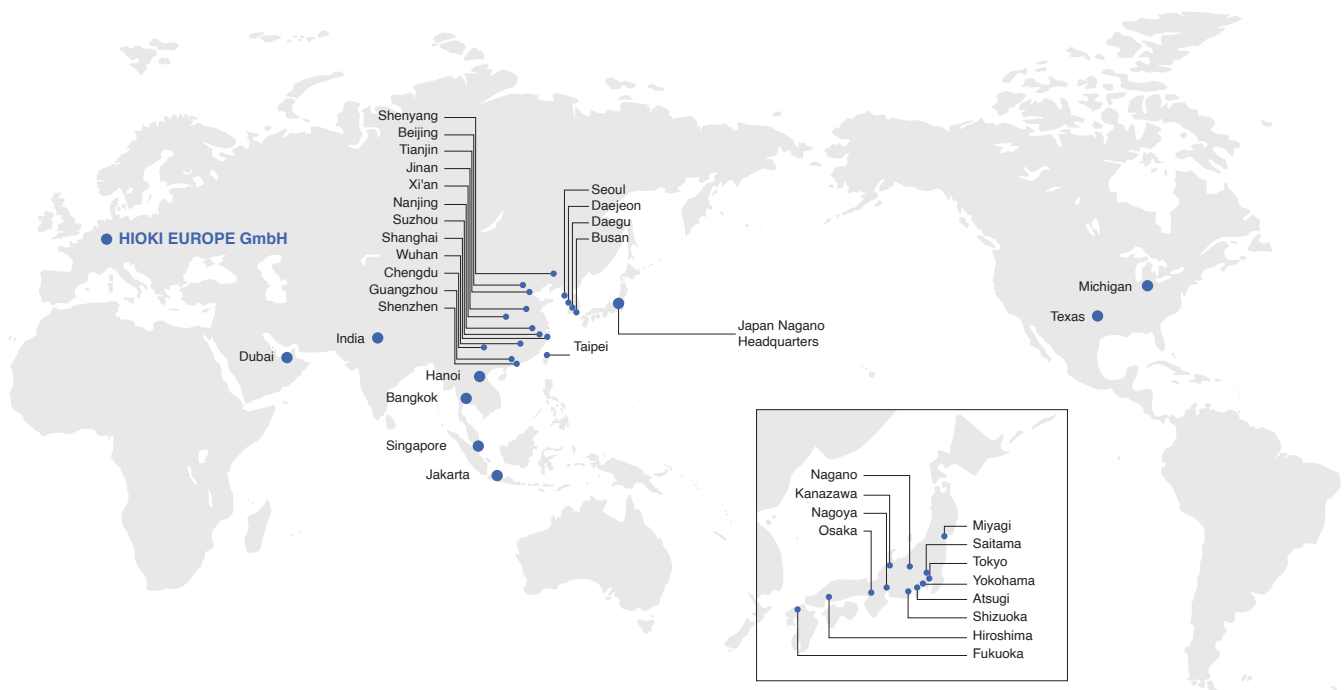 Shenyang
Beijing
Tianjin
Jinan
Xi'an
Nanjing
Suzhou
Shanghai
Wuhan
Chengdu
Guangzhou
Shenzhen
Seoul
Daejeon
Daegu
Busan
HIOKI EUROPE GmbH
Michigan
Texas
Japan Nagano
Headquarters
India
Dubai
Taipei
Hanoi
Bangkok
Singapore
Jakarta
Nagano
Kanazawa
Nagoya
Osaka
Miyagi
Saitama
Tokyo
Yokohama
Atsugi
Shizuoka
Hiroshima
Fukuoka